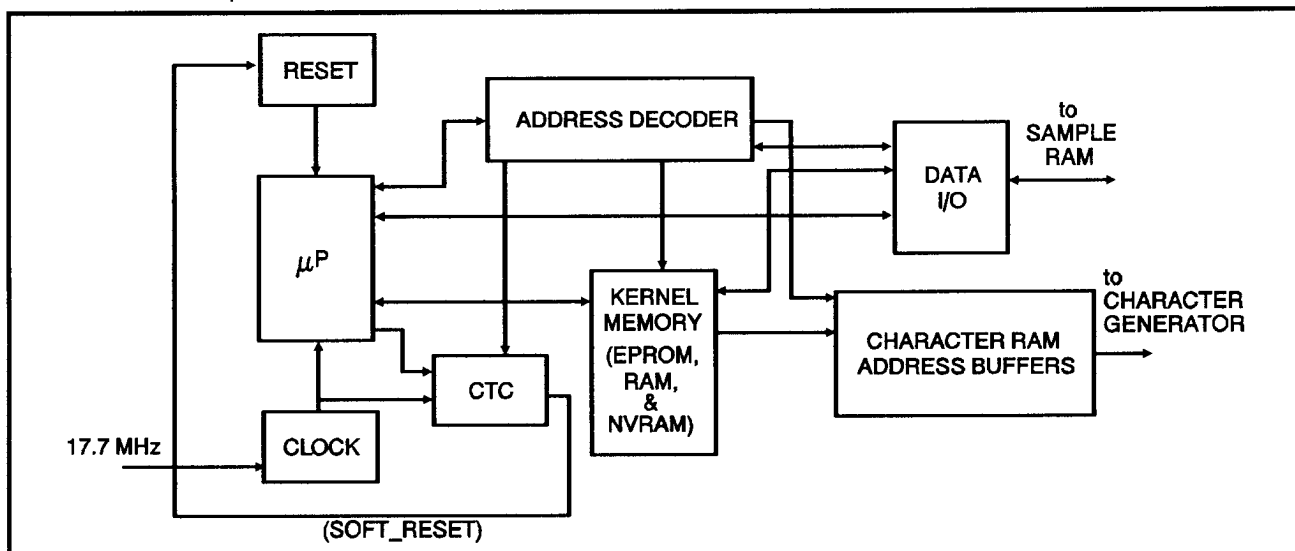 RESET
ADDRESS DECODER
to
SAMPLE
RAM
DATA
I/O
μP
KERNEL
MEMORY
(EPROM,
RAM,
&
NVRAM)
to
CHARACTER
GENERATOR
CHARACTER RAM
ADDRESS BUFFERS
CTC
17.7 MHz
CLOCK
(SOFT_RESET)